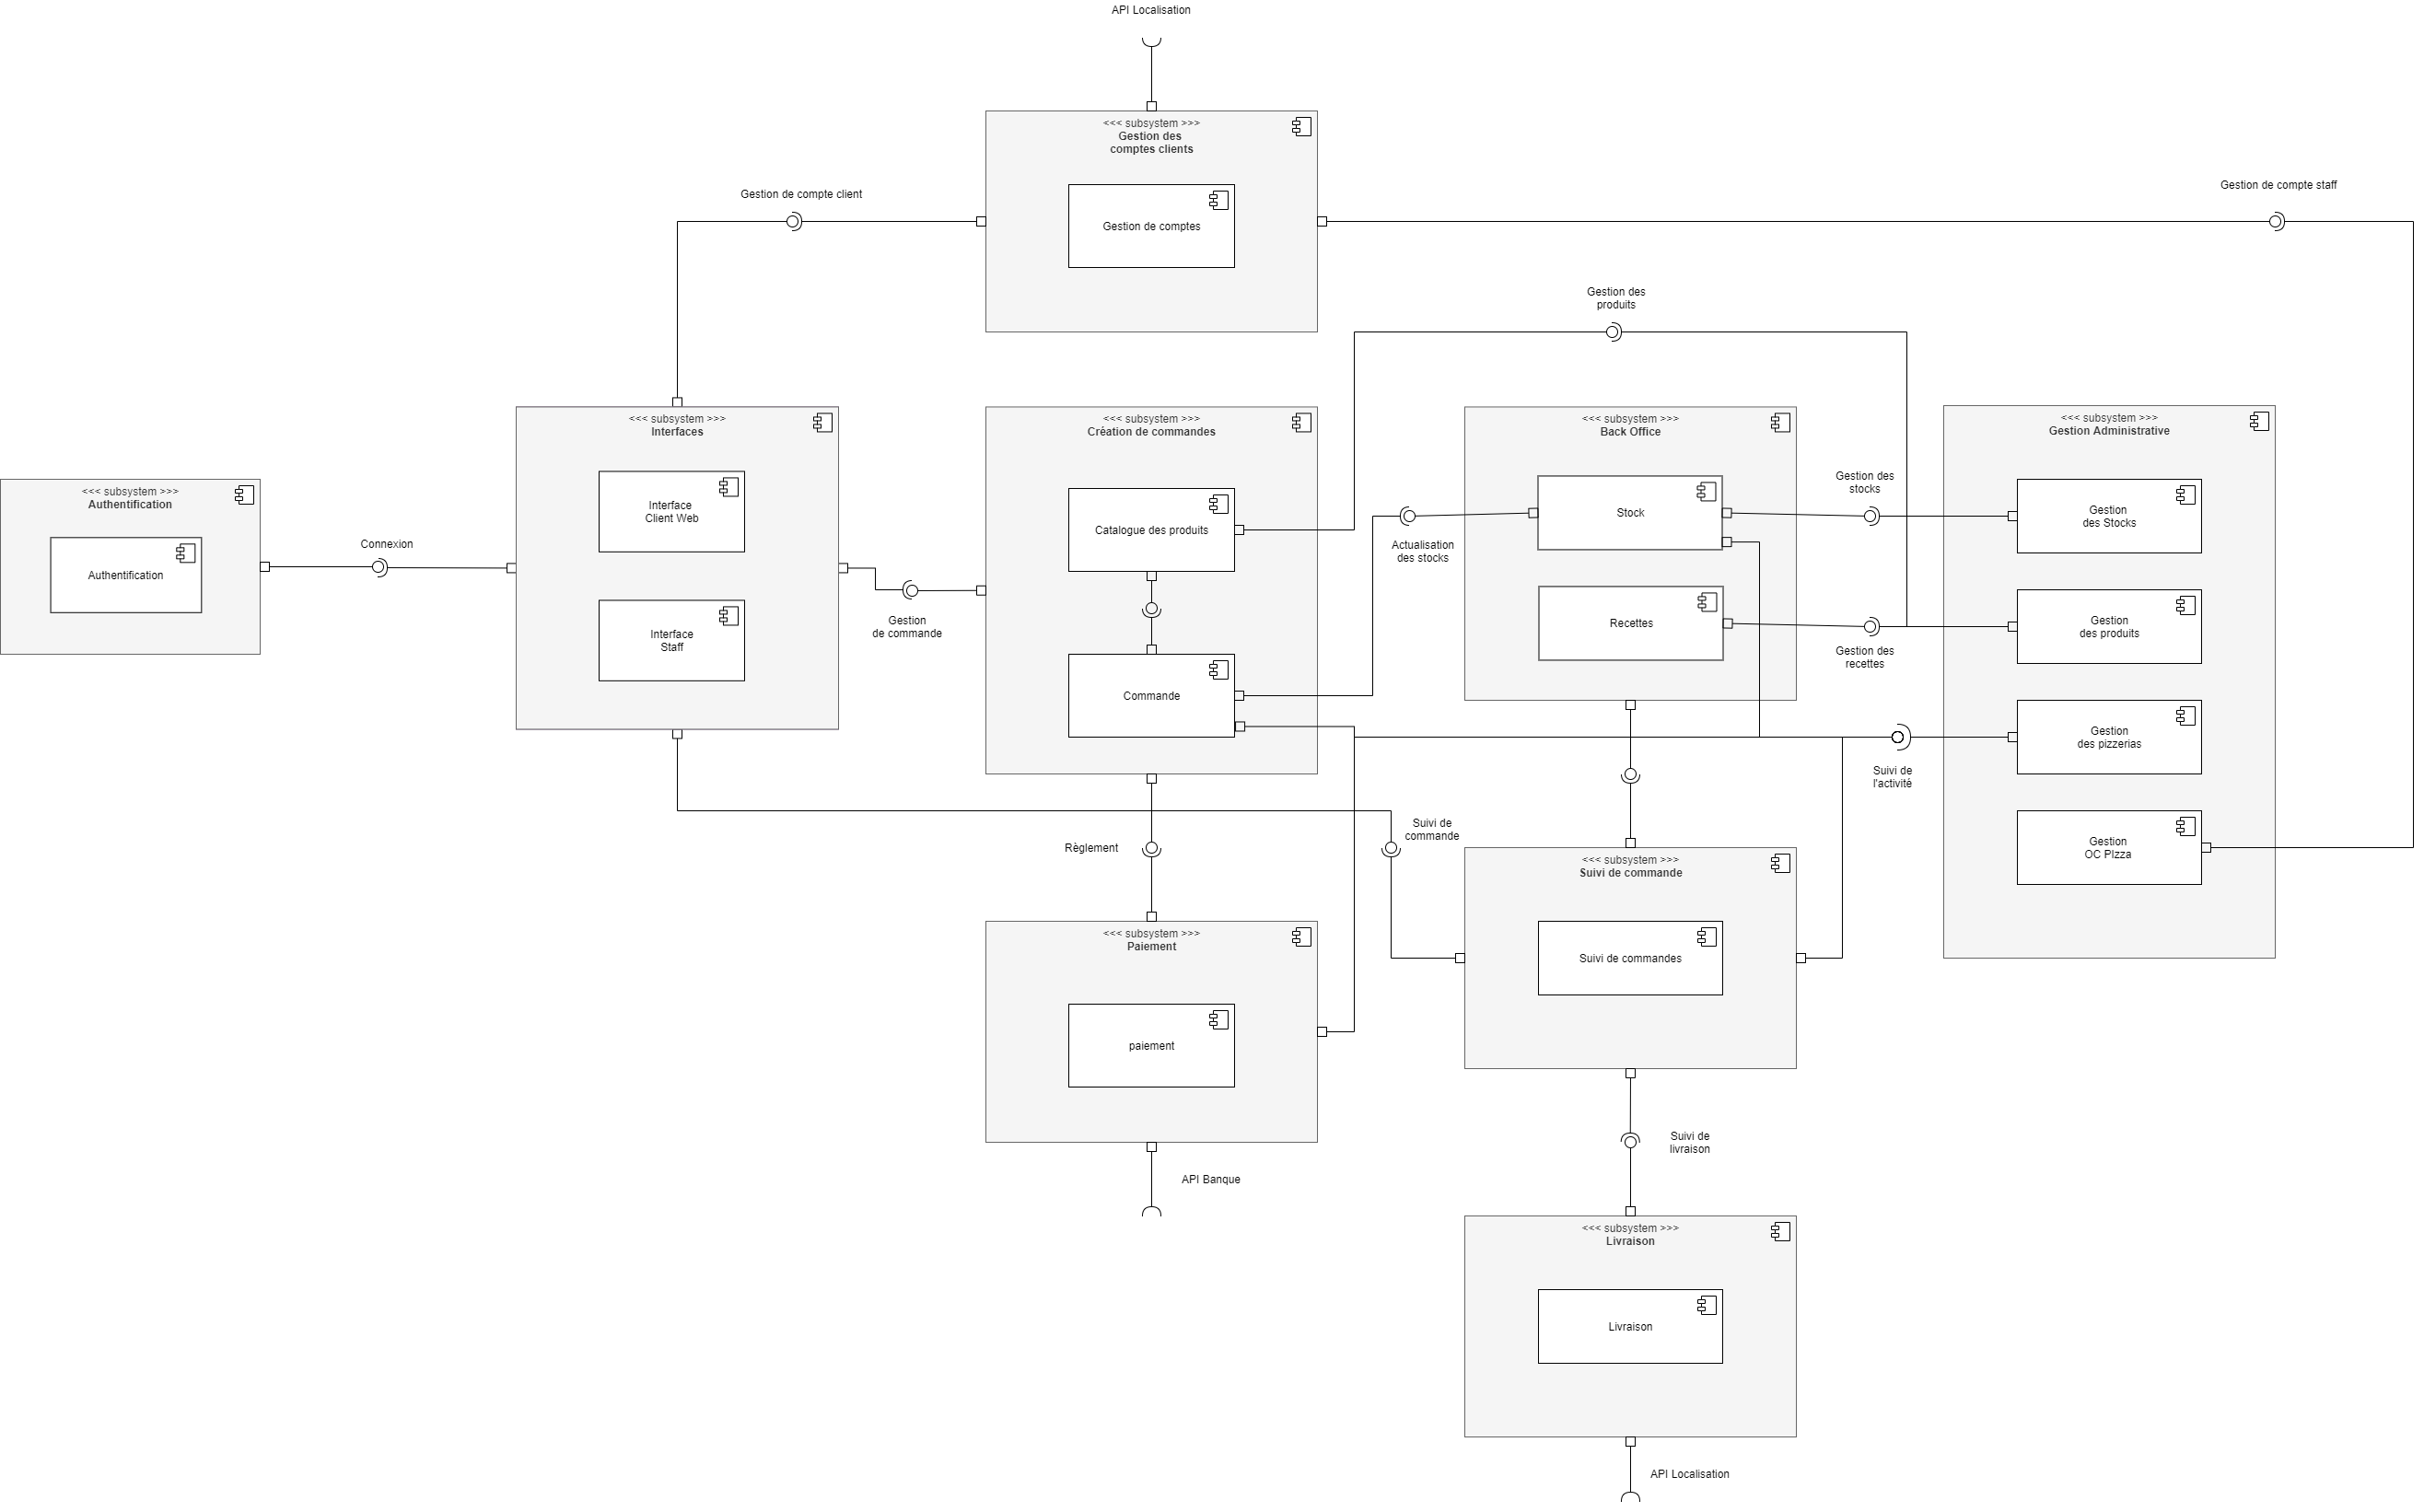 API Localisation
<<< subsystem >>>
Gestion des
comptes clients
Gestion de comptes
Gestion de compte client
Gestion de compte staff
Gestion des
produits
<<< subsystem >>>
Interfaces
Interface
Client Web
Interface
Staff
<<< subsystem >>>
Création de commandes
Catalogue des produits
Commande
<<< subsystem >>>
Back Office
Stock
Recettes
<<< subsystem >>>
Gestion Administrative
Gestion
des Stocks
Gestion
des produits
Gestion
des pizzerias
Gestion
OC PIzza
<<< subsystem >>>
Authentification
Authentification
Connexion
Gestion
de commande
Actualisation
des stocks
Gestion des
stocks
Gestion des
recettes
Suivi de
l'activité
Suivi de
commande
Règlement
<<< subsystem >>>
Suivi de commande
Suivi de commandes
<<< subsystem >>>
Paiement
paiement
API Banque
Suivi de
livraison
<<< subsystem >>>
Livraison
Livraison
API Localisation